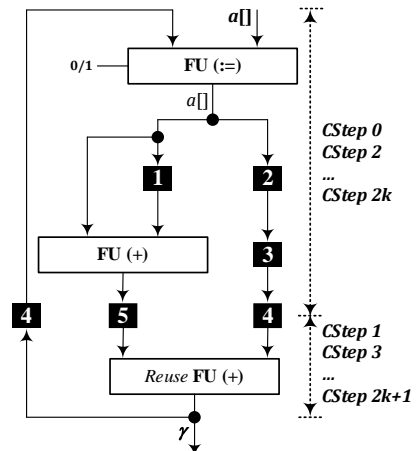 a[]
0/1
FU (:=)
a[]
CStep 0
CStep 2
...
CStep 2k
1
2
FU (+)
3
4
5
4
CStep 1
CStep 3
...
CStep 2k+1
Reuse FU (+)
γ